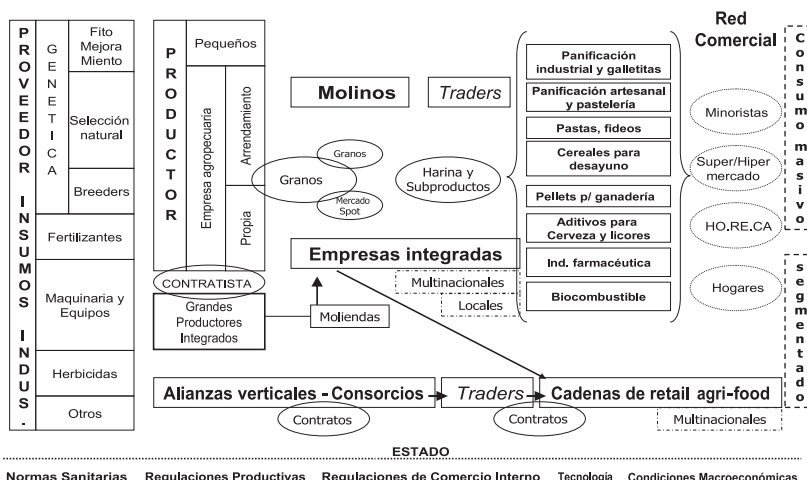 PROVEEDOR INSUMOS INDUS.
GENETICA
Fito
Mejora
Miento
Selección
natural
Breeders
Fertilizantes
Maquinaria y
Equipos
Herbicidas
Otros
PRODUCTOR
Pequeños
Empresa agropecuaria
Arrendamiento
Propia
CONTRATISTA
Grandes
Productores
Integrados
Molinos
Traders
Granos
Granos
Mercado
Spot
Harina y
Subproductos
Empresas integradas
Multinacionales
Locales
Moliendas
Panificación
industrial y galletitas
Panificación artesanal
y pastelería
Pastas, fideos
Cereales para
desayuno
Pellets p/ ganadería
Aditivos para
Cerveza y licores
Ind. farmacéutica
Biocombustible
Red
Comercial
Minoristas
Super/Hiper
mercado
HO.RE.CA
Hogares
Consumo masivo
segmentado
Alianzas verticales - Consorcios
Traders
Cadenas de retail agri-food
Contratos
Contratos
Multinacionales
ESTADO
Normas Sanitarias Regulaciones Productivas Regulaciones de Comercio Interno Tecnología Condiciones Macroeconómicas